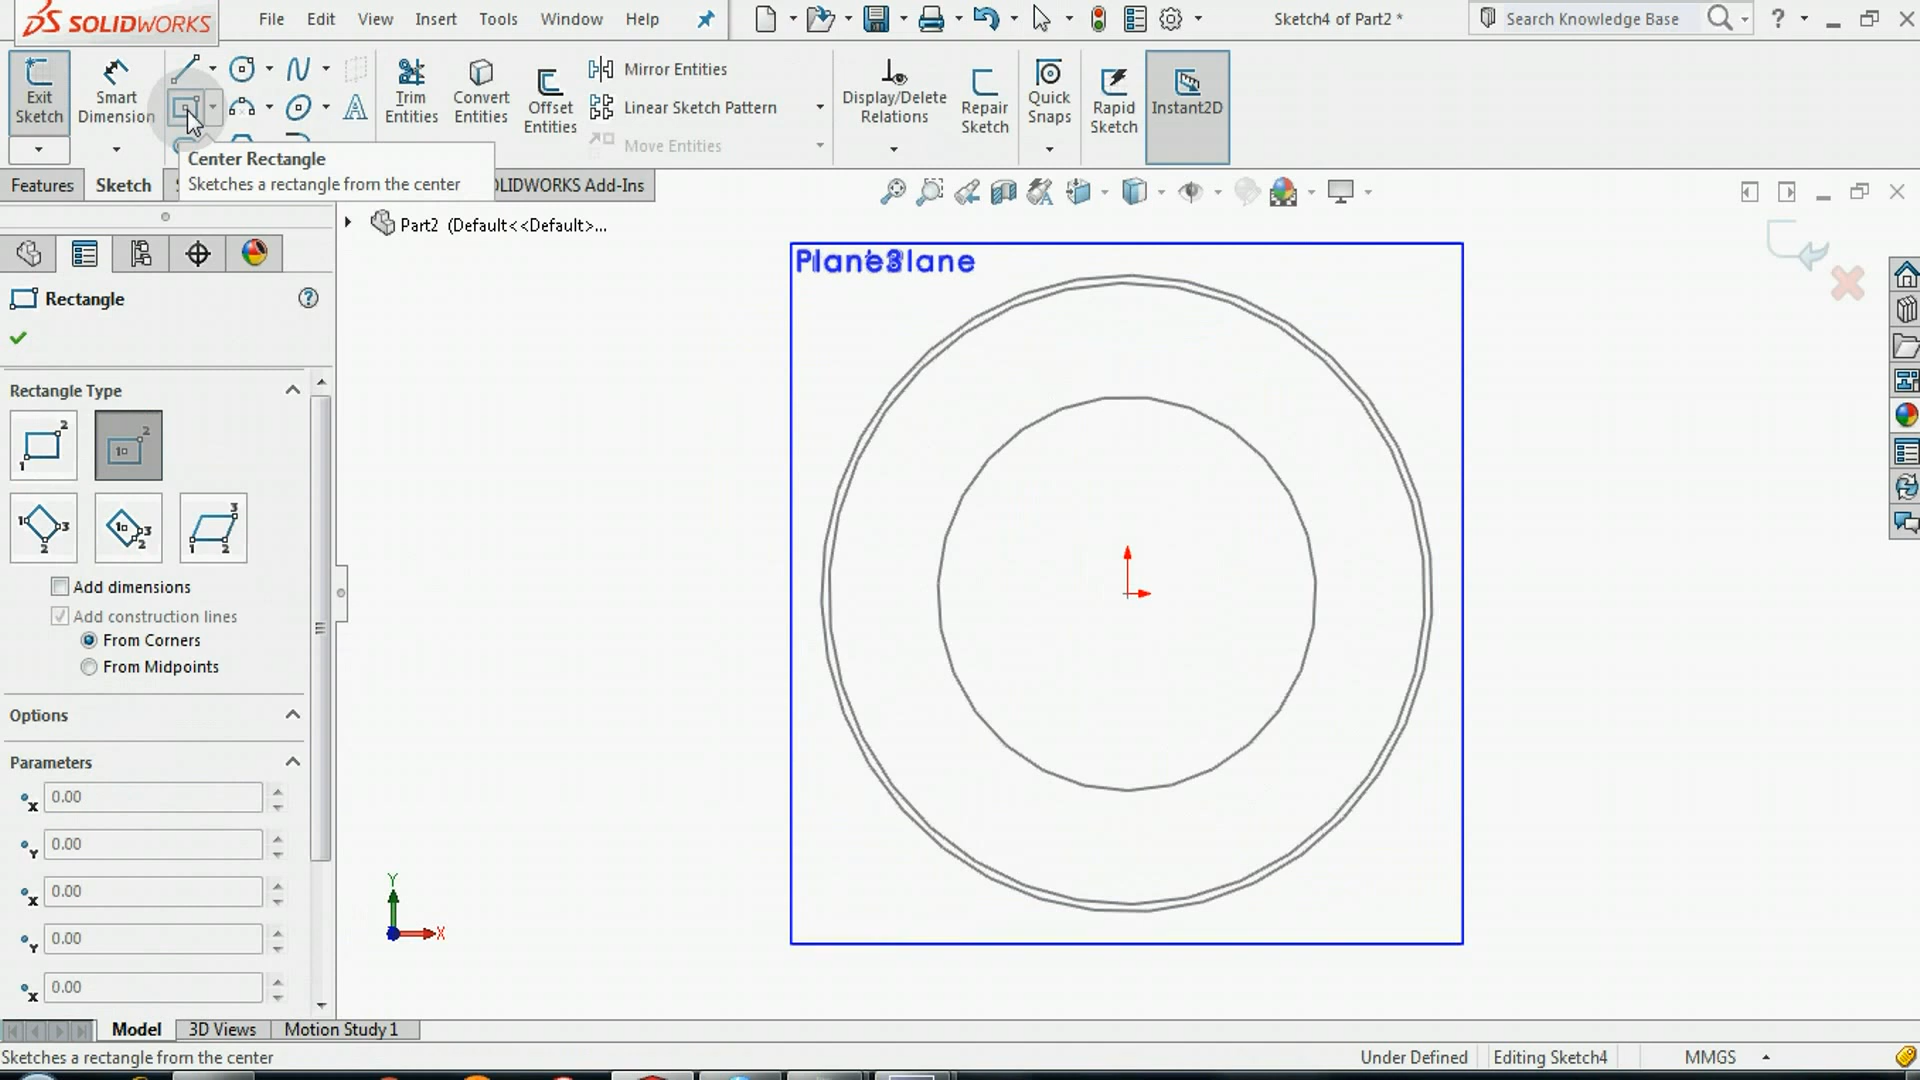 SOLIDWORKS
File Edit View Insert Tools Window Help
Sketch4 of Part2 *
Search Knowledge Base
Exit Sketch
Smart Dimension
Trim Entities
Convert Entities
Offset Entities
Mirror Entities
Linear Sketch Pattern
Move Entities
Display/Delete Relations
Repair Sketch
Quick Snaps
Rapid Sketch
Instant2D
Center Rectangle
Sketches a rectangle from the center
Features Sketch
OLIDWORKS Add-Ins
Part2 (Default<<Default>...
Rectangle
Rectangle Type
Add dimensions
Add construction lines
From Corners
From Midpoints
Options
Parameters
X 0.00
Y 0.00
X 0.00
Y 0.00
X 0.00
Y
X
Model 3D Views Motion Study 1
Sketches a rectangle from the center
Under Defined Editing Sketch4 MMGS